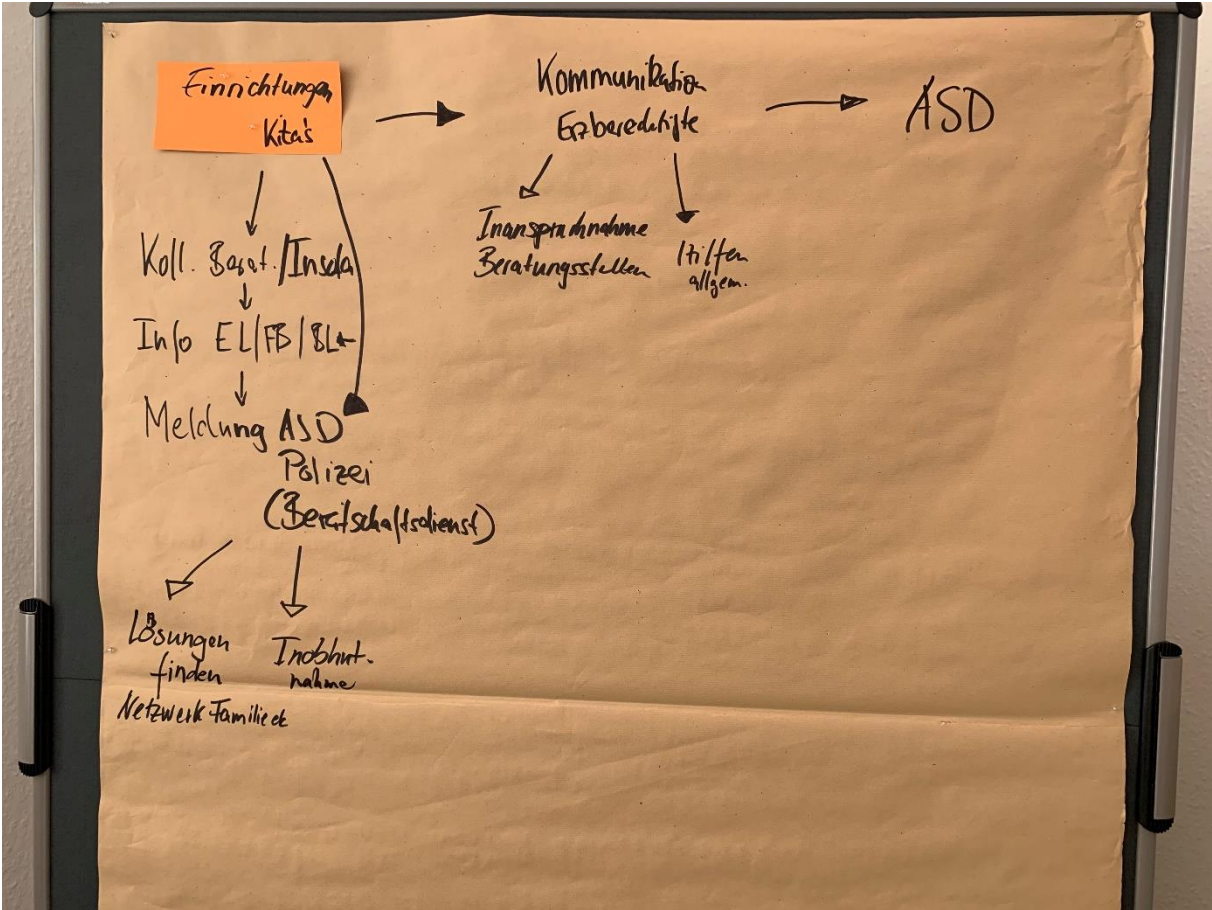 Einrichtungen
Kita's
Kommunikation
Erzberechtigte
ASD
Koll. Berat./Insofa
Inanspruchnahme
Beratungsstellen
Hilfen
allgem.
Info EL/FB/BL
Meldung ASD
Polizei
(Bereitschaftsdienst)
Lösungen
finden
Netzwerk-Familie etc
Inobhut-
nahme